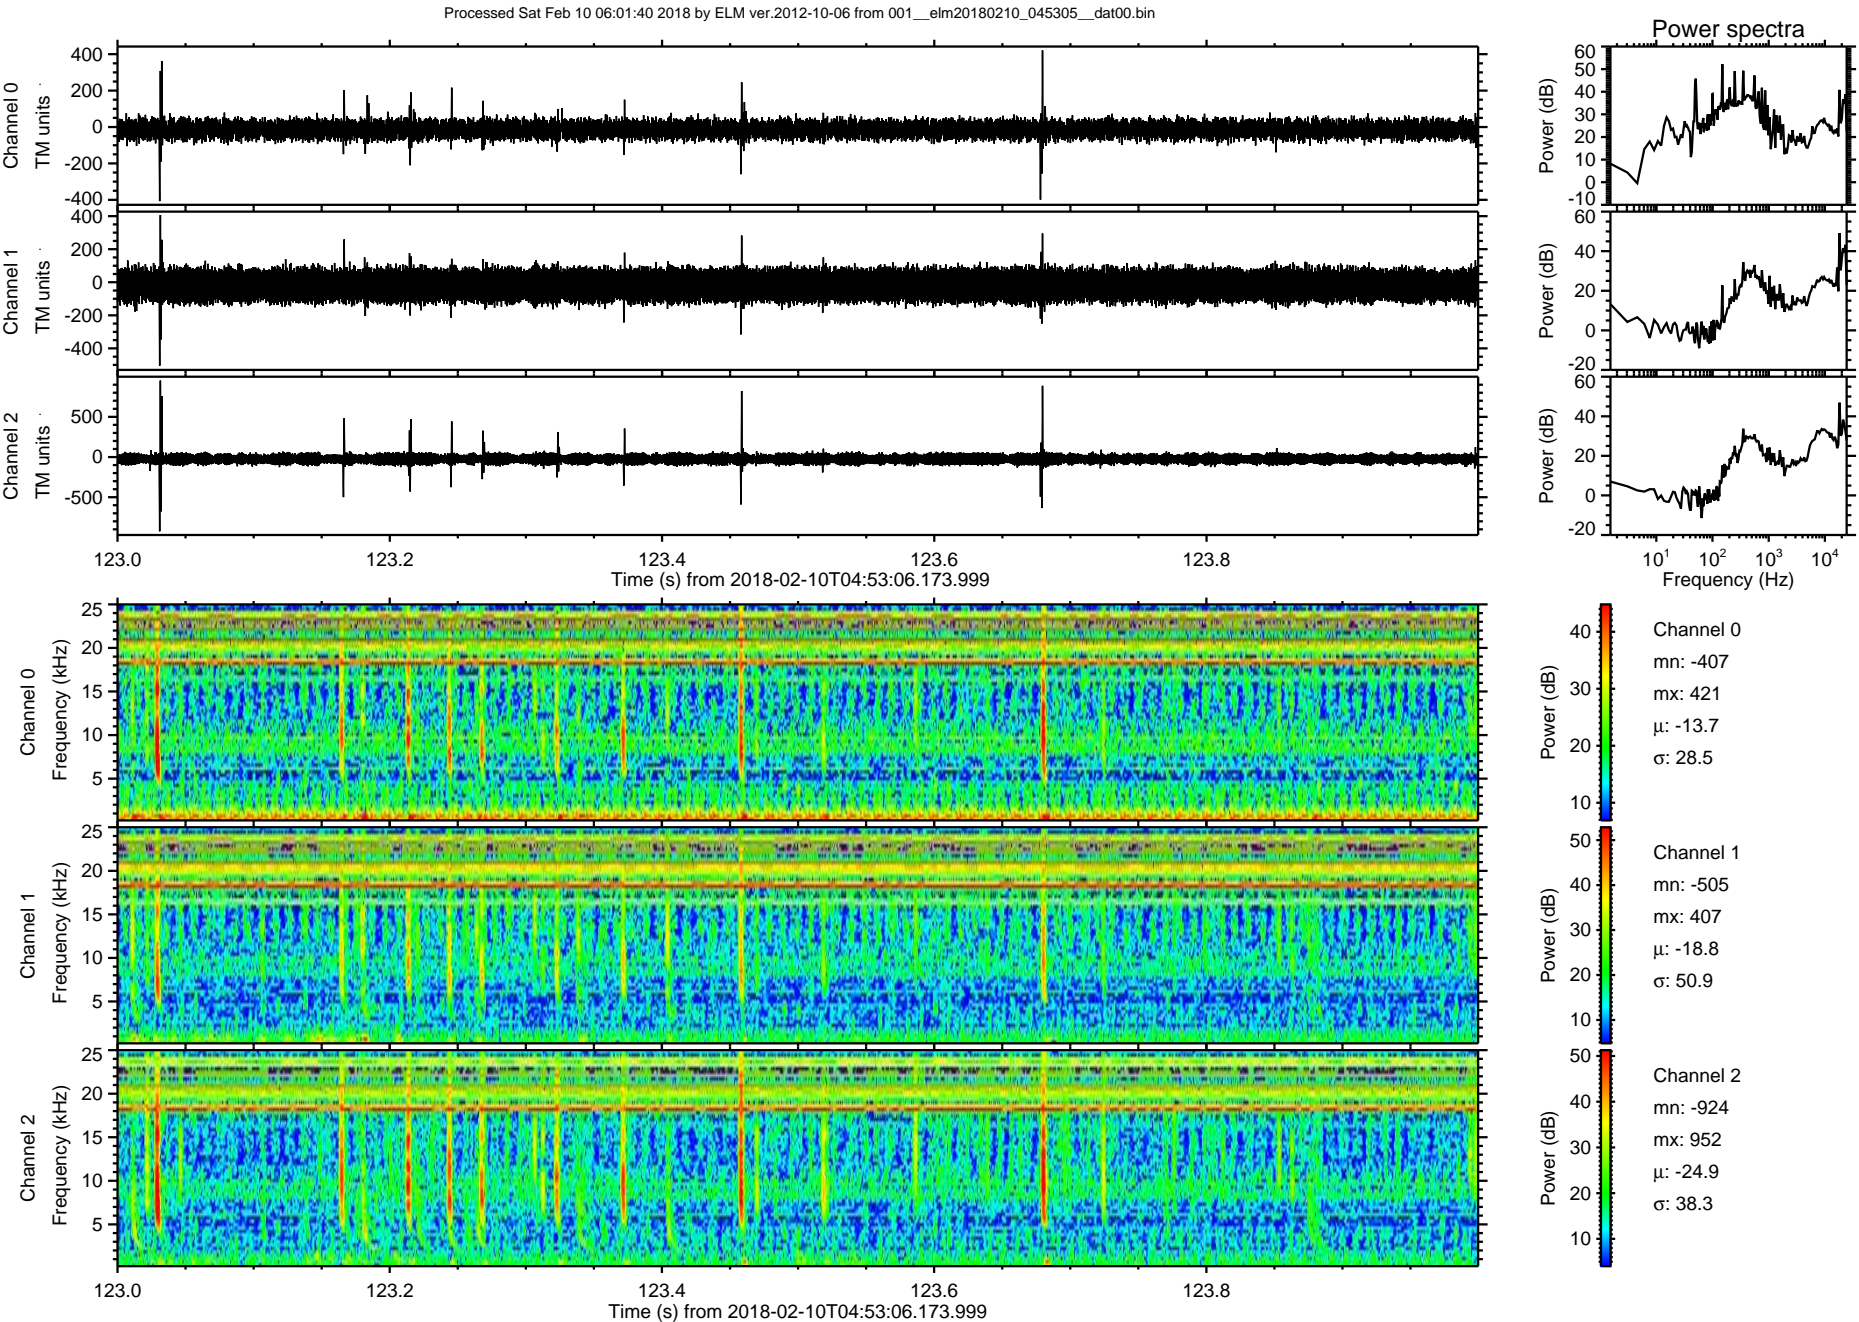 Processed Sat Feb 10 06:01:40 2018 by ELM ver.2012-10-06 from 001__elm20180210_045305__dat00.bin
Power spectra
Channel 0
TM units
400
200
0
-200
-400
Power (dB)
60
50
40
30
20
10
0
-10
Channel 1
TM units
400
200
0
-200
-400
Power (dB)
60
40
20
0
-20
Channel 2
TM units
500
0
-500
Power (dB)
60
40
20
0
-20
123.0 123.2 123.4 123.6 123.8
Time (s) from 2018-02-10T04:53:06.173.999
10^1 10^2 10^3 10^4
Frequency (Hz)
Channel 0
Frequency (kHz)
25
20
15
10
5
Power (dB)
40
30
20
10
Channel 0
mn: -407
mx: 421
μ: -13.7
σ: 28.5
Channel 1
Frequency (kHz)
25
20
15
10
5
Power (dB)
50
40
30
20
10
Channel 1
mn: -505
mx: 407
μ: -18.8
σ: 50.9
Channel 2
Frequency (kHz)
25
20
15
10
5
Power (dB)
50
40
30
20
10
Channel 2
mn: -924
mx: 952
μ: -24.9
σ: 38.3
123.0 123.2 123.4 123.6 123.8
Time (s) from 2018-02-10T04:53:06.173.999